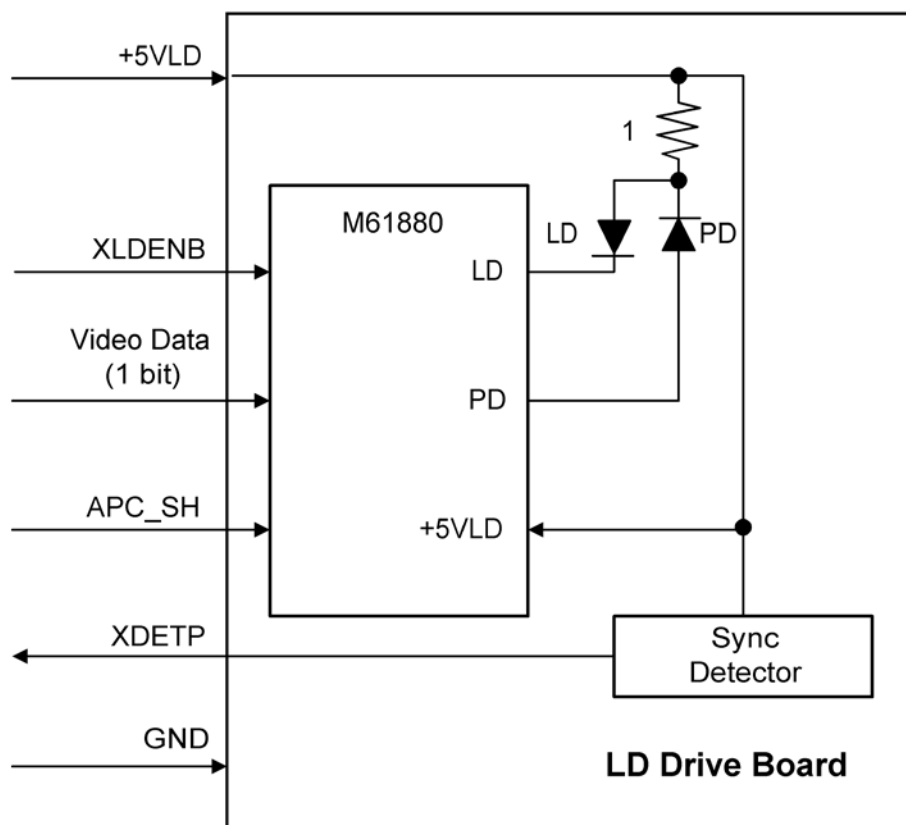 +5VLD
1
M61880
LD
PD
XLDENB
LD
Video Data
(1 bit)
PD
APC_SH
+5VLD
XDETP
Sync
Detector
GND
LD Drive Board